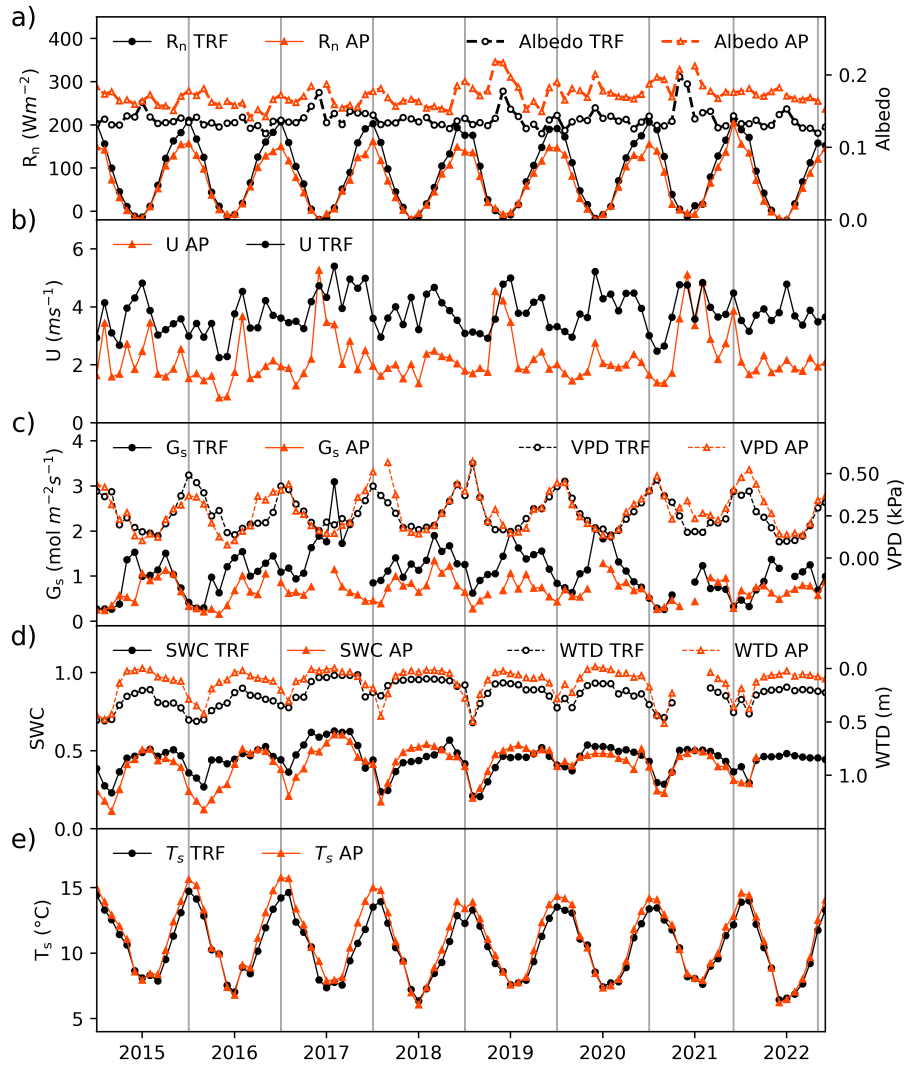 a)
400
300
200
100
0
Rn (Wm−2)
Rn TRF
Rn AP
Albedo TRF
Albedo AP
0.2
0.1
0.0
Albedo
b)
6
4
2
0
U (ms−1)
U AP
U TRF
c)
4
3
2
1
0
Gs (mol m−2s−1)
Gs TRF
Gs AP
VPD TRF
VPD AP
0.50
0.25
0.00
VPD (kPa)
d)
1.0
0.5
0.0
SWC
SWC TRF
SWC AP
WTD TRF
WTD AP
0.0
0.5
1.0
WTD (m)
e)
15
10
5
Ts (°C)
Ts TRF
Ts AP
2015 2016 2017 2018 2019 2020 2021 2022